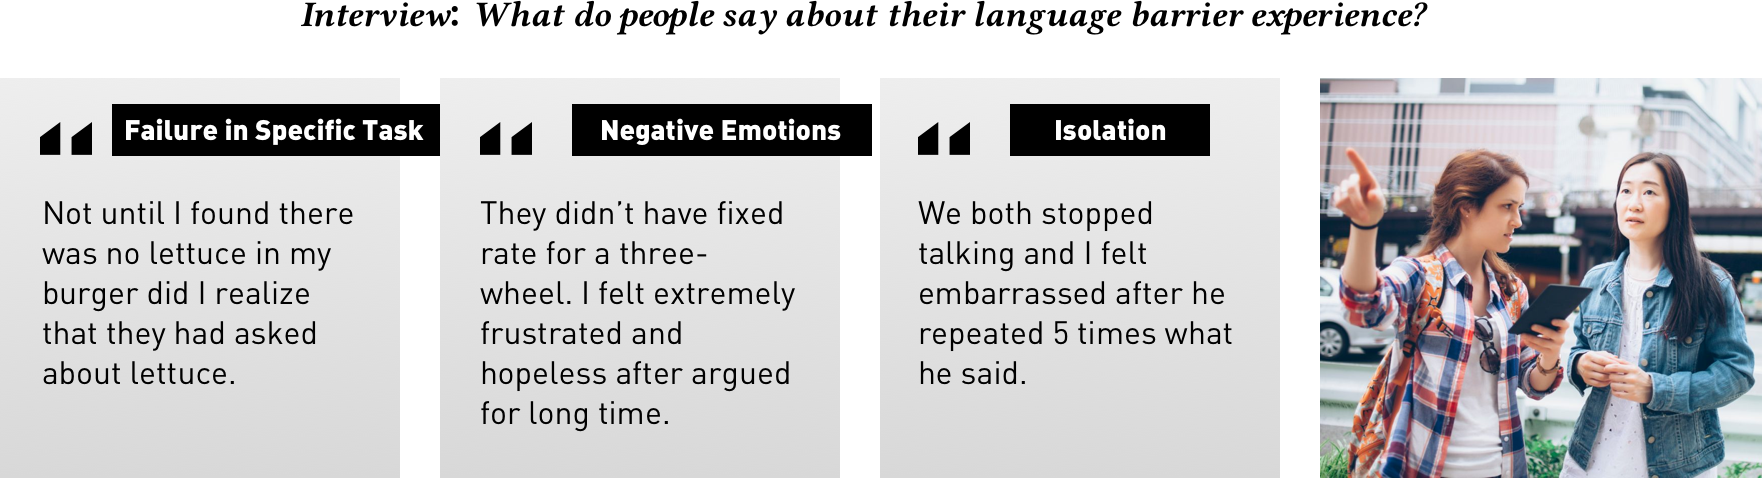 Interview: What do people say about their language barrier experience?
“ Failure in Specific Task
Not until I found there
was no lettuce in my
burger did I realize
that they had asked
about lettuce.
“ Negative Emotions
They didn’t have fixed
rate for a three-
wheel. I felt extremely
frustrated and
hopeless after argued
for long time.
“ Isolation
We both stopped
talking and I felt
embarrassed after he
repeated 5 times what
he said.